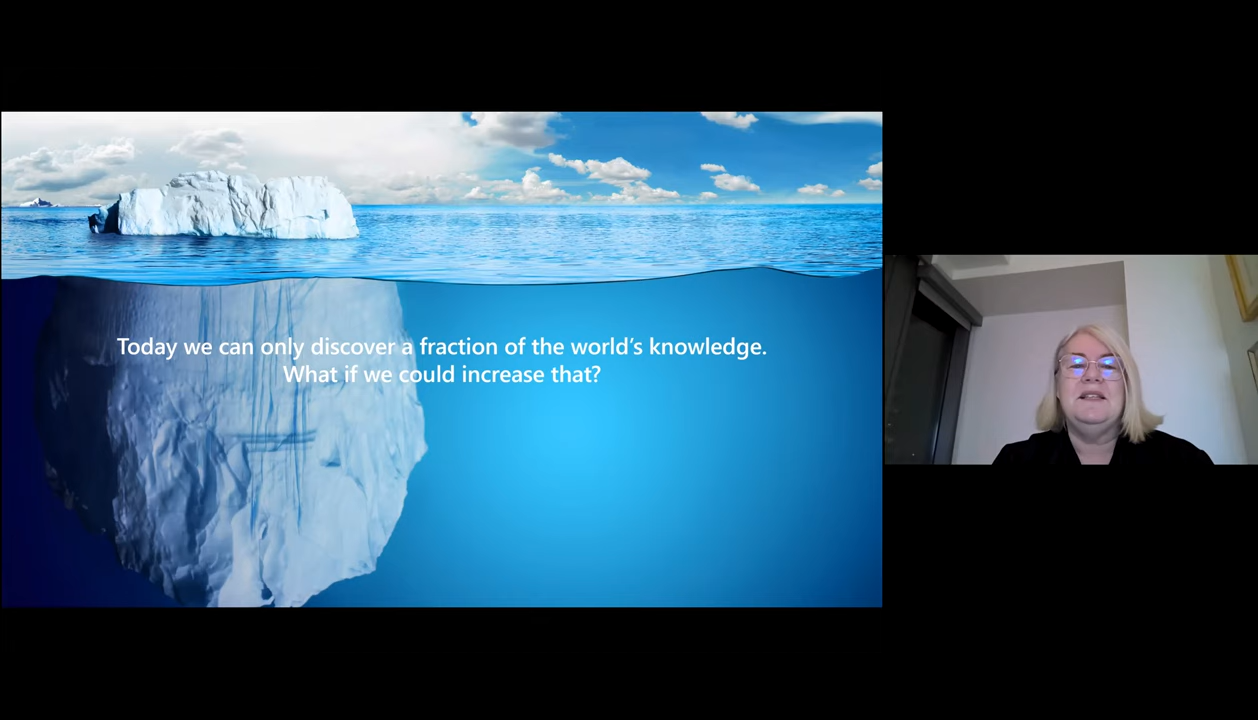 Today we can only discover a fraction of the world's knowledge.
What if we could increase that?